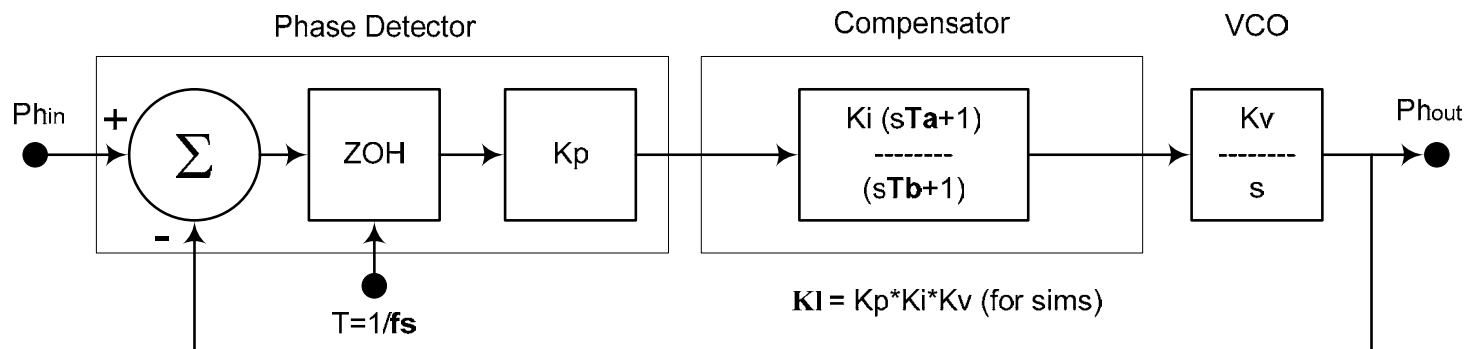 Phase Detector
Compensator
VCO
Phin
+
Σ
-
ZOH
Kp
Ki (sTa+1)
--------
(sTb+1)
Kv
--------
s
Phout
T=1/fs
Kl = Kp*Ki*Kv (for sims)